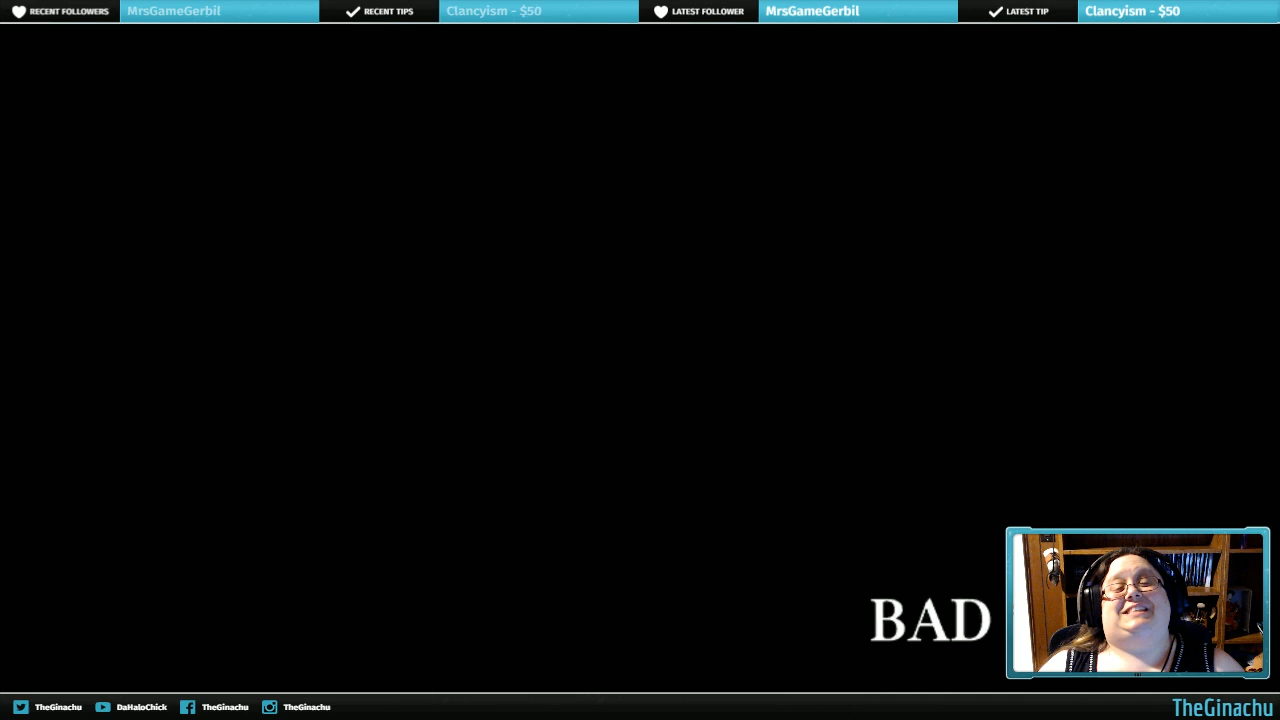 RECENT FOLLOWERS MrsGameGerbil RECENT TIPS Clancyism - $50 LATEST FOLLOWER MrsGameGerbil LATEST TIP Clancyism - $50
BAD
TheGinachu DaHaloChick TheGinachu TheGinachu TheGinachu